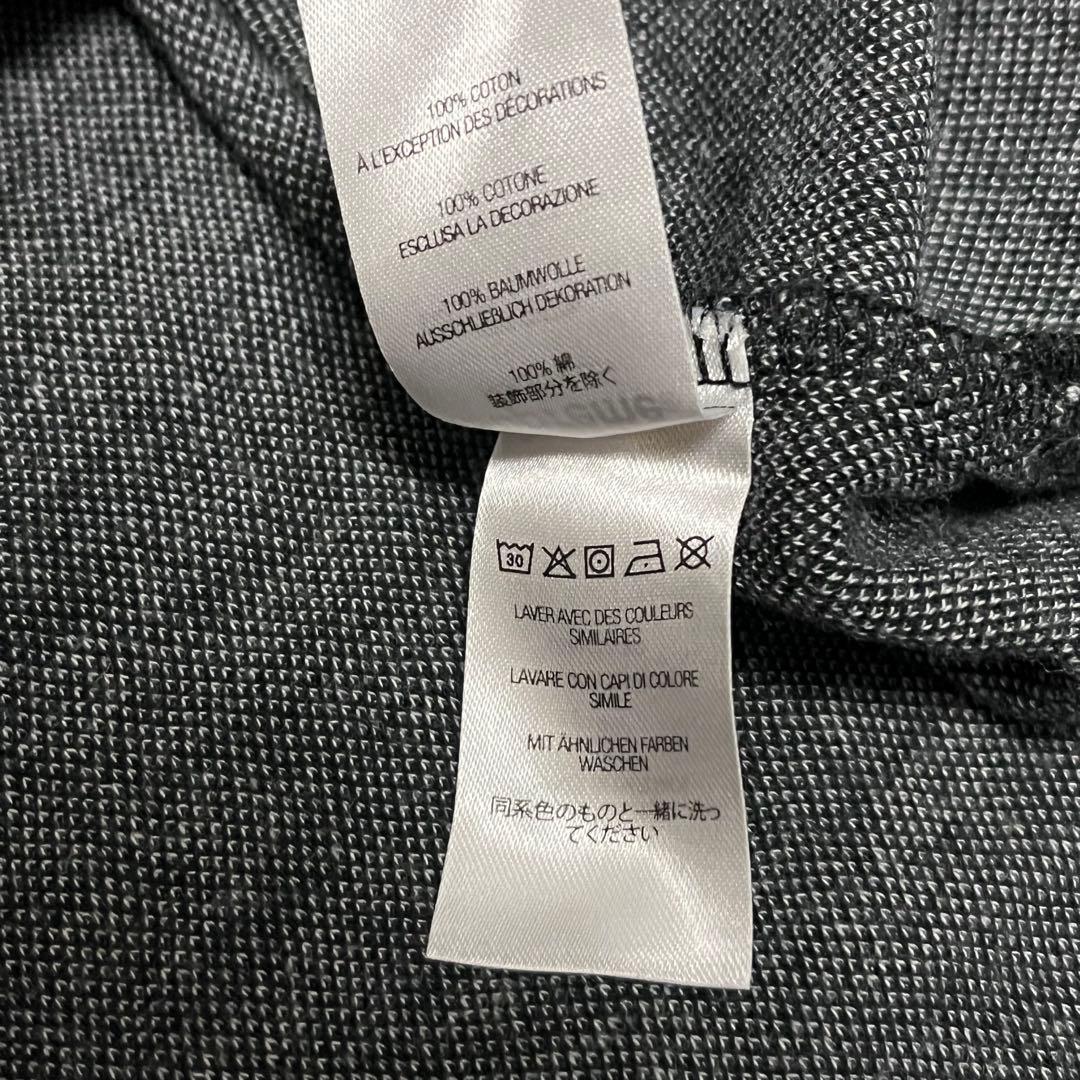 100% COTON
À L'EXCEPTION DES DÉCORATIONS
100% COTONE
ESCLUSA LA DECORAZIONE
100% BAUMWOLLE
AUSSCHLIEBLICH DEKORATION
100% 綿
装飾部分を除く
30
LAVER AVEC DES COULEURS
SIMILAIRES
LAVARE CON CAPI DI COLORE
SIMILE
MIT ÄHNLICHEN FARBEN
WASCHEN
同系色のものと一緒に洗っ
てください